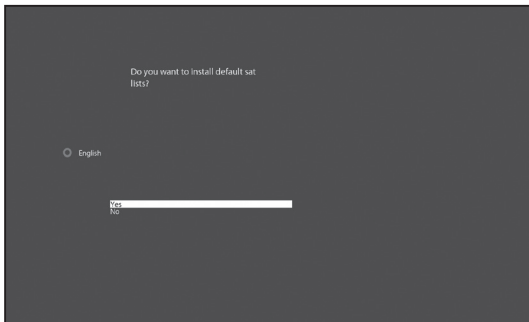 Do you want to install default sat
lists?
English
Yes
No